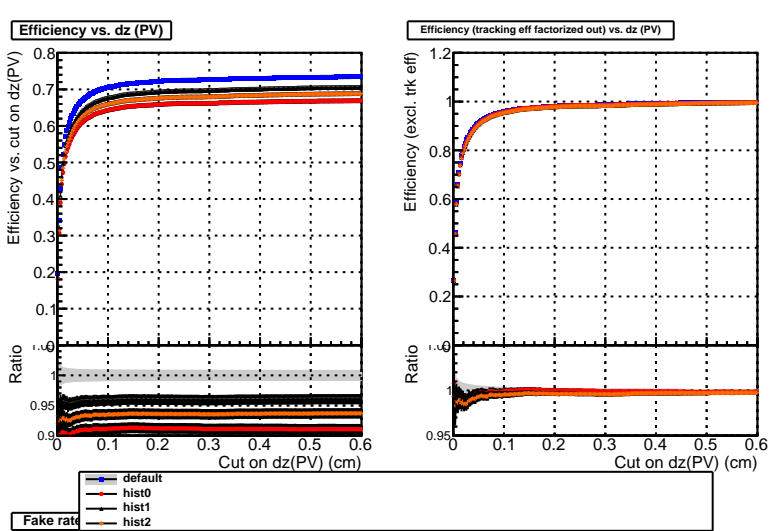 Efficiency vs. dz (PV)
Efficiency vs. cut on dz(PV)
0.8
0.7
0.6
0.5
0.4
0.3
0.2
0.1
0
Ratio
1
0.95
0.9
0 0.1 0.2 0.3 0.4 0.5 0.6
Cut on dz(PV) (cm)
Efficiency (tracking eff factorized out) vs. dz (PV)
Efficiency (excl. trk eff)
1.2
1
0.8
0.6
0.4
0.2
Ratio
1
0.95
0 0.1 0.2 0.3 0.4 0.5 0.6
Cut on dz(PV) (cm)
default
hist0
hist1
hist2
Fake rate